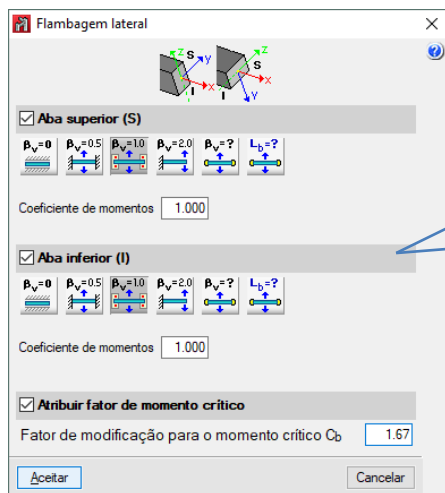 Flambagem lateral
z S y
I x
z S
I x
y
Aba superior (S)
βv=0 βv=0.5 βv=1.0 βv=2.0 βv=? Lb=?
Coeficiente de momentos 1.000
Aba inferior (I)
βv=0 βv=0.5 βv=1.0 βv=2.0 βv=? Lb=?
Coeficiente de momentos 1.000
Atribuir fator de momento crítico
Fator de modificação para o momento crítico Cb 1.67
Aceitar Cancelar